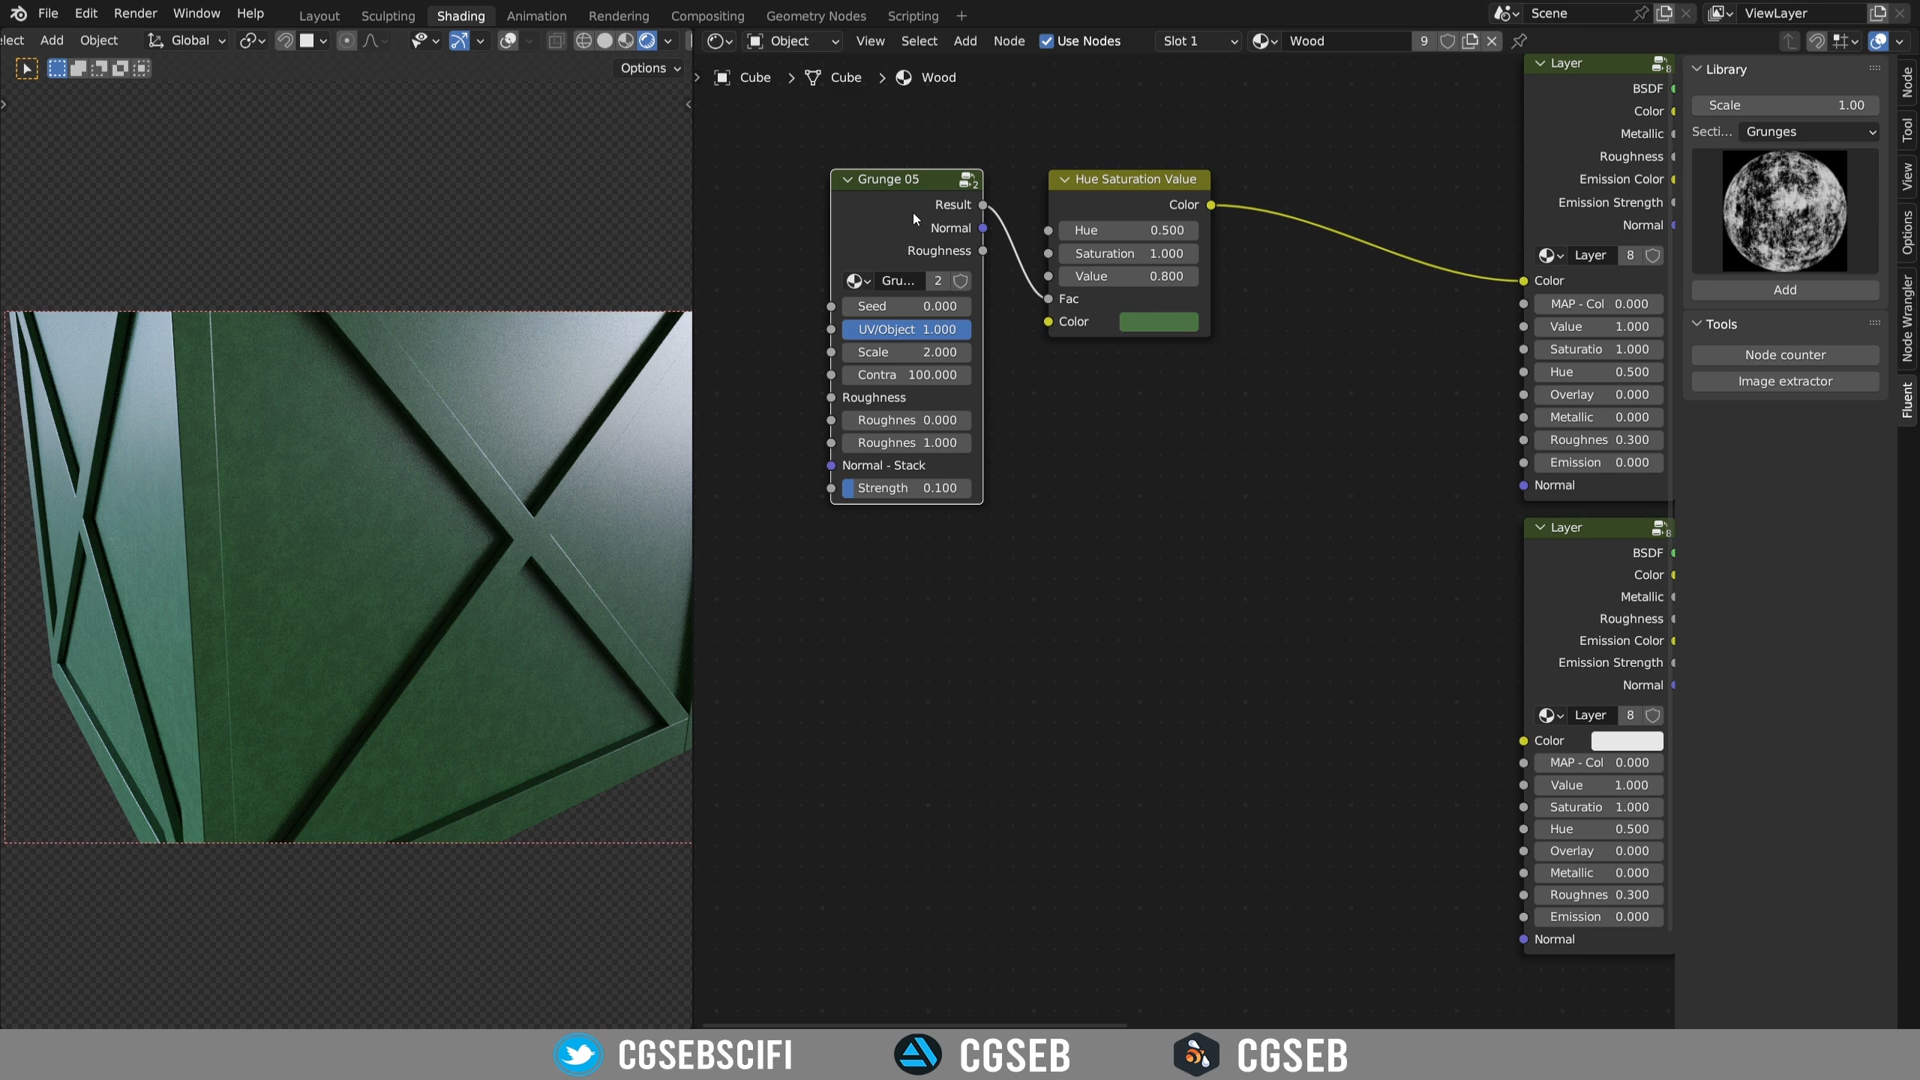 File Edit Render Window Help Layout Sculpting Shading Animation Rendering Compositing Geometry Nodes Scripting + Scene ViewLayer
lect Add Object Global
Object View Select Add Node Use Nodes Slot 1 Wood 9
Options
Cube > Cube > Wood
Grunge 05
2
Result
Normal
Roughness
Gru... 2
Seed 0.000
UV/Object 1.000
Scale 2.000
Contra 100.000
Roughness
Roughnes 0.000
Roughnes 1.000
Normal - Stack
Strength 0.100
Hue Saturation Value
Color
Hue 0.500
Saturation 1.000
Value 0.800
Fac
Color
Layer
8
BSDF
Color
Metallic
Roughness
Emission Color
Emission Strength
Normal
Layer 8
Color
MAP - Col 0.000
Value 1.000
Saturatio 1.000
Hue 0.500
Overlay 0.000
Metallic 0.000
Roughnes 0.300
Emission 0.000
Normal
Layer
8
BSDF
Color
Metallic
Roughness
Emission Color
Emission Strength
Normal
Layer 8
Color
MAP - Col 0.000
Value 1.000
Saturatio 1.000
Hue 0.500
Overlay 0.000
Metallic 0.000
Roughnes 0.300
Emission 0.000
Normal
Library
Scale 1.00
Secti... Grunges
Add
Tools
Node counter
Image extractor
Node
Tool
View
Options
Node Wrangler
Fluent
CGSEBSCIFI CGSEB CGSEB